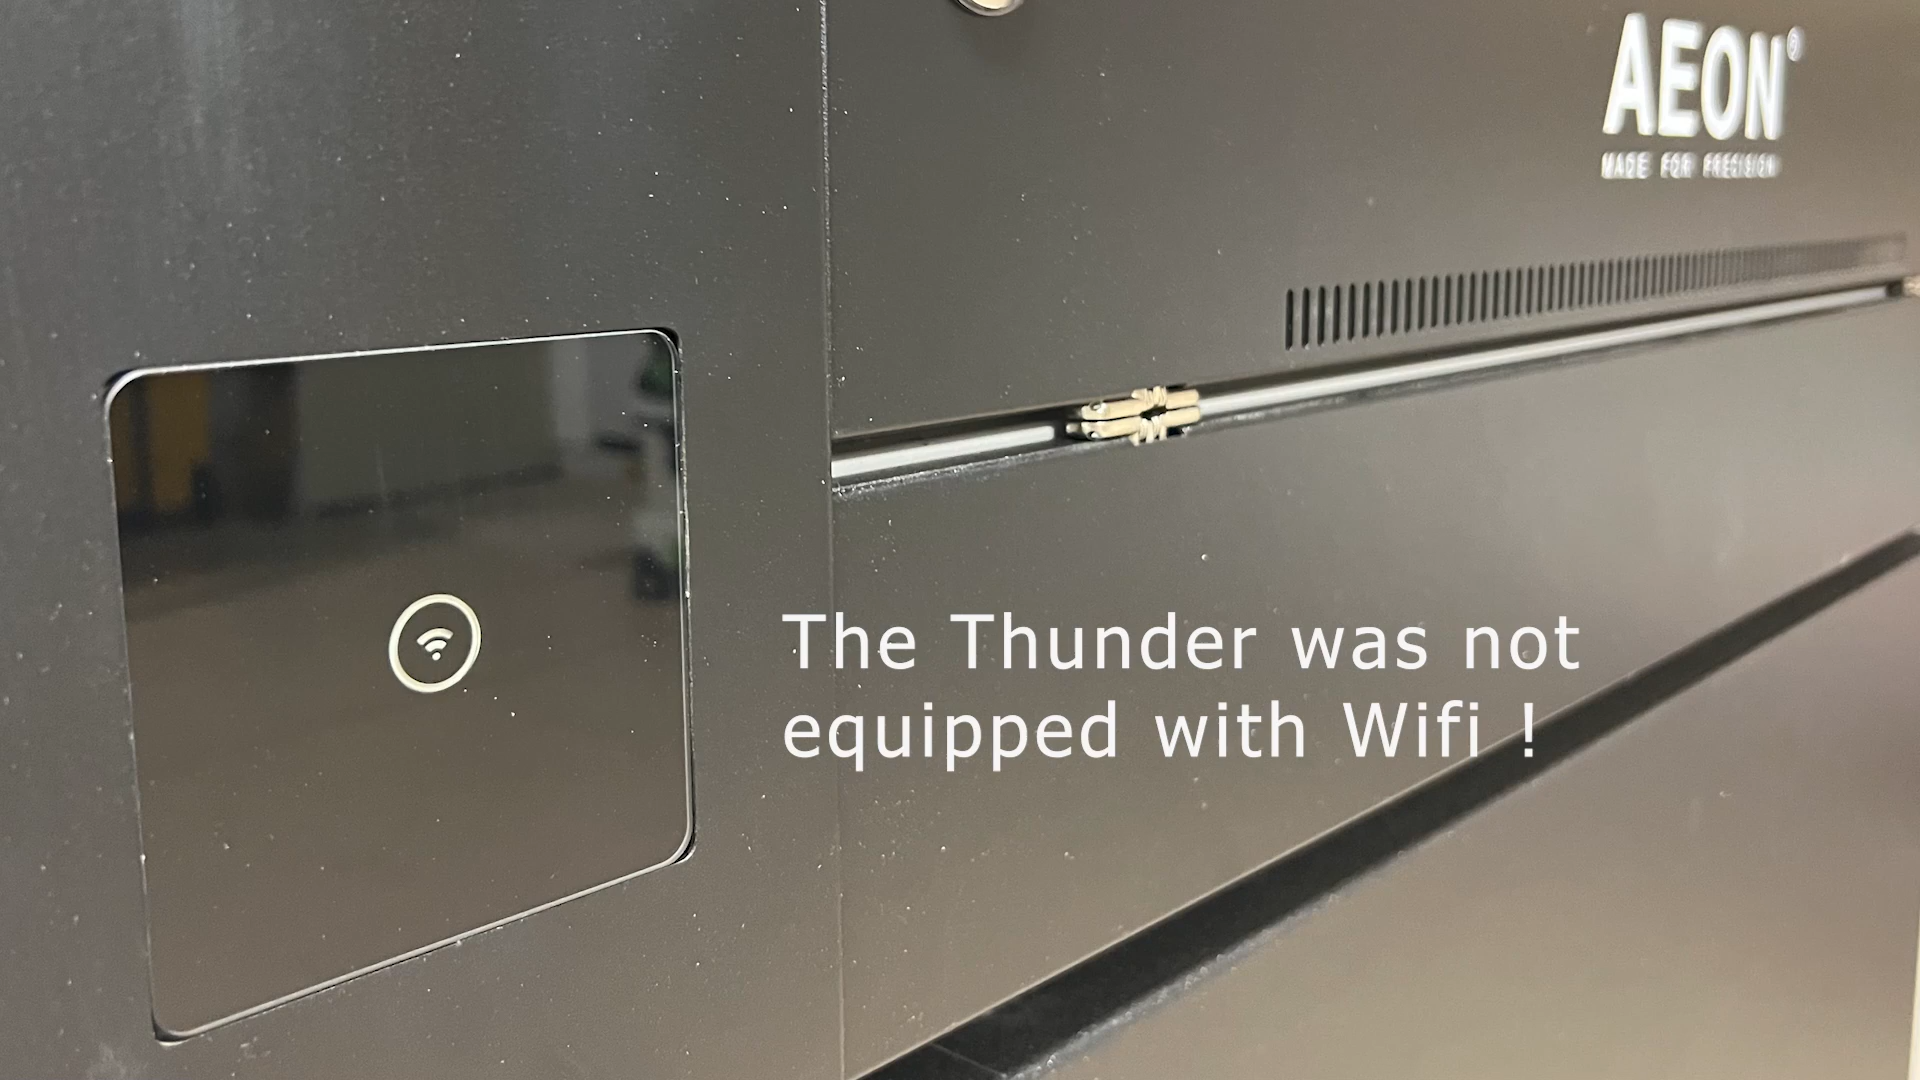 AEON®
MADE FOR PRECISION
The Thunder was not
equipped with Wifi !